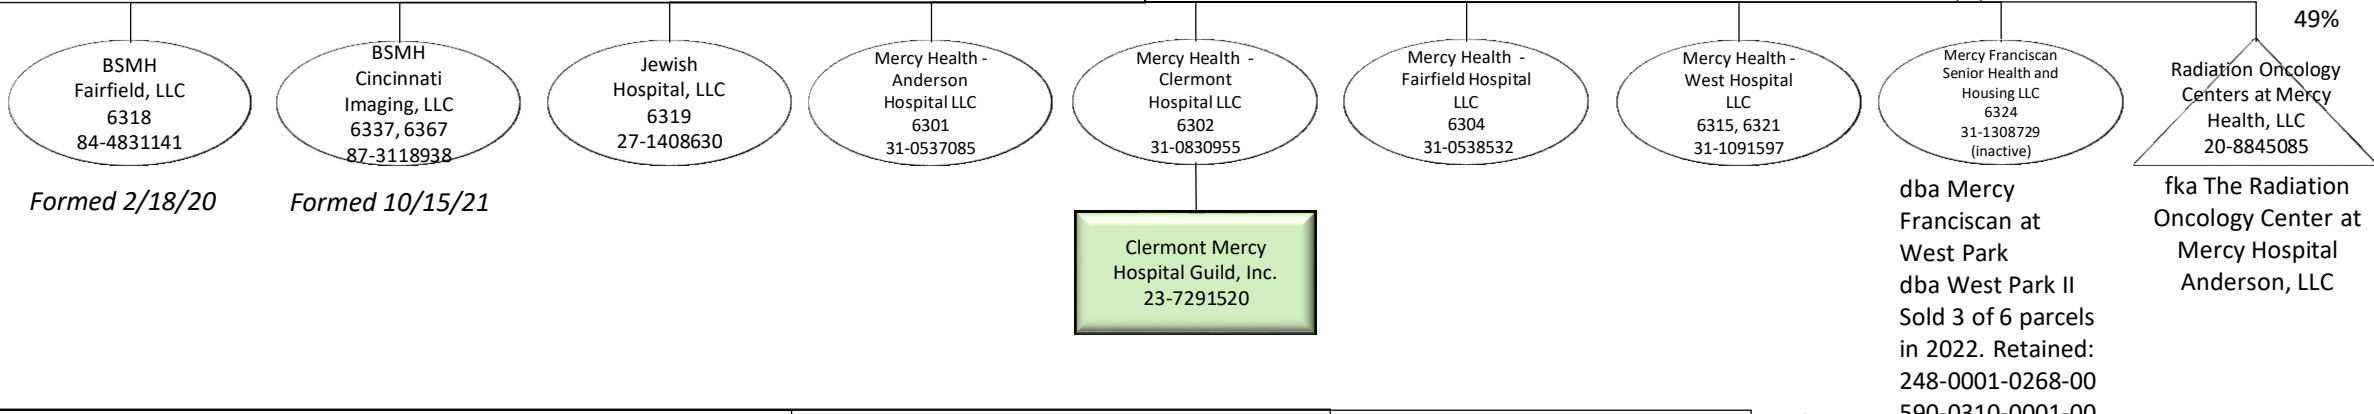 49%
BSMH
Fairfield, LLC
6318
84-4831141
Formed 2/18/20
BSMH
Cincinnati
Imaging, LLC
6337, 6367
87-3118938
Formed 10/15/21
Jewish
Hospital, LLC
6319
27-1408630
Mercy Health -
Anderson
Hospital LLC
6301
31-0537085
Mercy Health -
Clermont
Hospital LLC
6302
31-0830955
Clermont Mercy
Hospital Guild, Inc.
23-7291520
Mercy Health -
Fairfield Hospital
LLC
6304
31-0538532
Mercy Health -
West Hospital
LLC
6315, 6321
31-1091597
Mercy Franciscan
Senior Health and
Housing LLC
6324
31-1308729
(inactive)
dba Mercy
Franciscan at
West Park
dba West Park II
Sold 3 of 6 parcels
in 2022. Retained:
248-0001-0268-00
590-0310-0001-00
Radiation Oncology
Centers at Mercy
Health, LLC
20-8845085
fka The Radiation
Oncology Center at
Mercy Hospital
Anderson, LLC